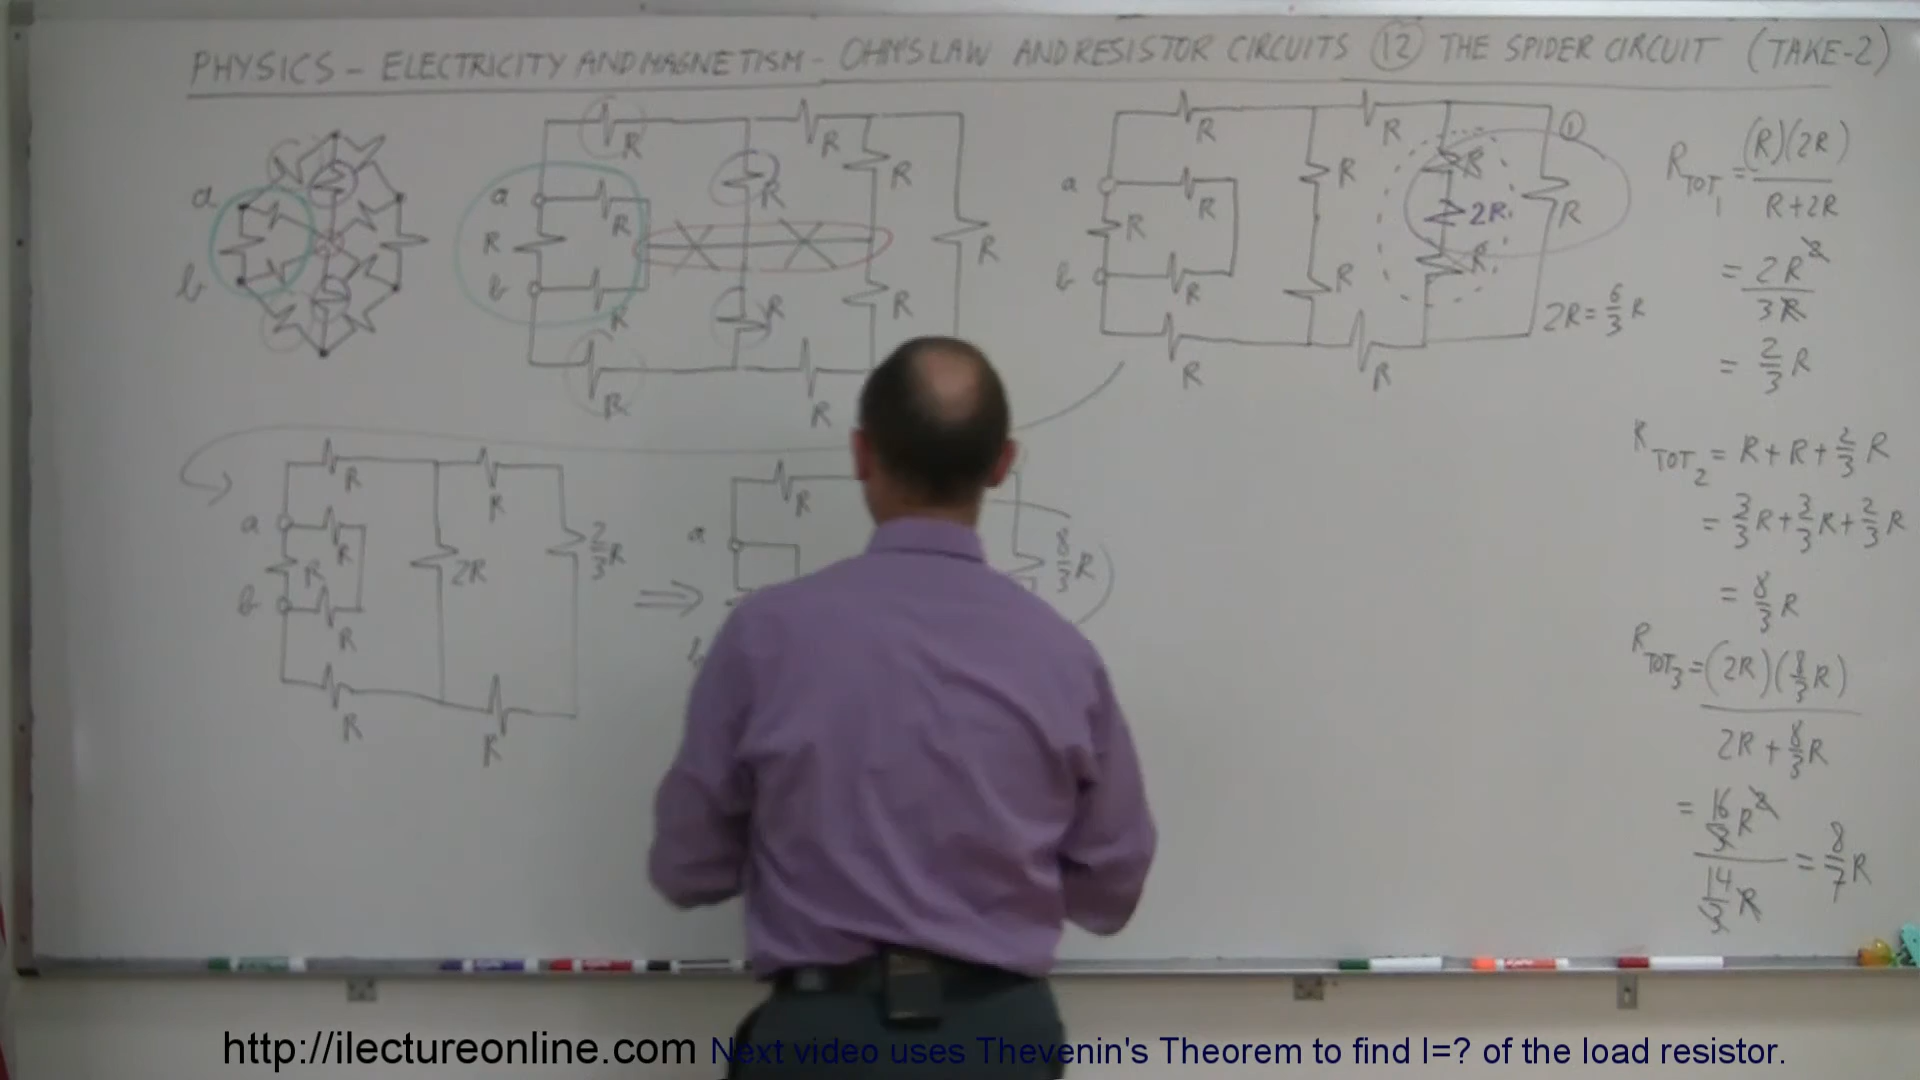 PHYSICS - ELECTRICITY AND MAGNETISM - OHM'S LAW AND RESISTOR CIRCUITS 12 THE SPIDER CIRCUIT (TAKE-2)
a
b
R R
R
R
R
R
R
a R
R
b R
R R
R R
R
R
R
R
R
2R
R
1
a R
R
b R
R R
2R = 6/3 R
R_TOT1 = (R)(2R) / R+2R
= 2R² / 3R
= 2/3 R
R_TOT2 = R + R + 2/3 R
= 3/3 R + 3/3 R + 2/3 R
= 8/3 R
R_TOT3 = (2R)(8/3 R)
2R + 8/3 R
= 16/3 R² / 14/3 R = 8/7 R
R R
a R
R 2R 2/3 R
b R
R R
⇒
R
a
8/3 R
b
http://ilectureonline.com Next video uses Thevenin's Theorem to find I=? of the load resistor.